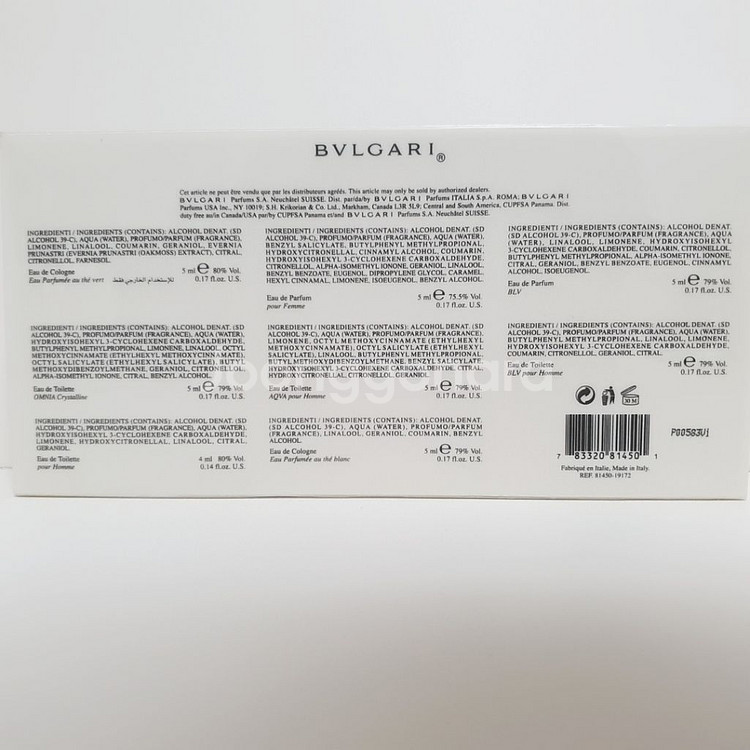 BVLGARI®
Cet article ne peut être vendu que par les distributeurs agréés. This article may only be sold by authorized dealers.
BVLGARI Parfums S.A. Neuchâtel SUISSE. Dist. par/da/by BVLGARI Parfums ITALIA S.p.A. ROMA; BVLGARI
Parfums USA Inc., NY 10019; S.H. Krikorian & Co. Ltd., Markham, Canada L3R 5L9; Central and South America, CUPFSA Panama. Dist.
duty free au/in Canada/USA par/by CUPFSA Panama et/and BVLGARI Parfums S.A. Neuchâtel SUISSE.
INGREDIENTI / INGREDIENTS (CONTAINS): ALCOHOL DENAT. (SD
ALCOHOL 39-C), AQUA (WATER), PROFUMO/PARFUM (FRAGRANCE),
LIMONENE, LINALOOL, COUMARIN, GERANIOL, EVERNIA
PRUNASTRI (EVERNIA PRUNASTRI (OAKMOSS) EXTRACT), CITRAL,
CITRONELLOL, FARNESOL.
Eau de Cologne 5 ml e 80% Vol.
Eau Parfumée au thé vert للإستعمال الخارجي فقط 0.17 fl.oz. U.S.
INGREDIENTI / INGREDIENTS (CONTAINS): ALCOHOL DENAT. (SD
ALCOHOL 39-C), PROFUMO/PARFUM (FRAGRANCE), AQUA (WATER),
BENZYL SALICYLATE, BUTYLPHENYL METHYLPROPIONAL,
HYDROXYCITRONELLAL, CINNAMYL ALCOHOL, COUMARIN,
HYDROXYISOHEXYL 3-CYCLOHEXENE CARBOXALDEHYDE,
CITRONELLOL, ALPHA-ISOMETHYL IONONE, GERANIOL, LINALOOL,
BENZYL BENZOATE, EUGENOL, DIPROPYLENE GLYCOL, CARAMEL,
HEXYL CINNAMAL, LIMONENE, ISOEUGENOL, BENZYL ALCOHOL.
Eau de Parfum 5 ml e 75.5% Vol.
pour Femme 0.17 fl.oz. U.S.
INGREDIENTI / INGREDIENTS (CONTAINS): ALCOHOL DENAT. (SD
ALCOHOL 39-C), PROFUMO/PARFUM (FRAGRANCE), AQUA
(WATER), LINALOOL, LIMONENE, HYDROXYISOHEXYL
3-CYCLOHEXENE CARBOXALDEHYDE, COUMARIN, CITRONELLOL,
BUTYLPHENYL METHYLPROPIONAL, ALPHA-ISOMETHYL IONONE,
CITRAL, GERANIOL, BENZYL BENZOATE, EUGENOL, CINNAMYL
ALCOHOL, ISOEUGENOL.
Eau de Parfum 5 ml e 79% Vol.
BLV 0.17 fl.oz. U.S.
INGREDIENTI / INGREDIENTS (CONTAINS): ALCOHOL DENAT. (SD
ALCOHOL 39-C), PROFUMO/PARFUM (FRAGRANCE), AQUA (WATER),
HYDROXYISOHEXYL 3-CYCLOHEXENE CARBOXALDEHYDE,
BUTYLPHENYL METHYLPROPIONAL, LIMONENE, LINALOOL, OCTYL
METHOXYCINNAMATE (ETHYLHEXYL METHOXYCINNAMATE),
OCTYL SALICYLATE (ETHYLHEXYL SALICYLATE), BUTYL
METHOXYDIBENZOYLMETHANE, GERANIOL, CITRONELLOL,
ALPHA-ISOMETHYL IONONE, CITRAL, BENZYL ALCOHOL.
Eau de Toilette 5 ml e 79% Vol.
OMNIA Crystalline 0.17 fl.oz. U.S.
INGREDIENTI / INGREDIENTS (CONTAINS): ALCOHOL DENAT. (SD
ALCOHOL 39-C), PROFUMO/PARFUM (FRAGRANCE), AQUA (WATER),
LIMONENE, OCTYL METHOXYCINNAMATE (ETHYLHEXYL
METHOXYCINNAMATE), OCTYL SALICYLATE (ETHYLHEXYL
SALICYLATE), LINALOOL, BUTYLPHENYL METHYLPROPIONAL,
HYDROXYISOHEXYL 3-CYCLOHEXENE CARBOXALDEHYDE, CITRAL,
BUTYL METHOXYDIBENZOYLMETHANE, BENZYL SALICYLATE,
HYDROXYCITRONELLAL, CITRONELLOL, GERANIOL.
Eau de Toilette 5 ml e 79% Vol.
AQVA pour Homme 0.17 fl.oz. U.S.
INGREDIENTI / INGREDIENTS (CONTAINS): ALCOHOL DENAT. (SD
ALCOHOL 39-C), PROFUMO/PARFUM (FRAGRANCE), AQUA (WATER),
BUTYLPHENYL METHYLPROPIONAL, LIMONENE, LINALOOL,
HYDROXYISOHEXYL 3-CYCLOHEXENE CARBOXALDEHYDE,
COUMARIN, CITRONELLOL, GERANIOL, CITRAL.
Eau de Toilette 5 ml e 79% Vol.
BLV pour Homme 0.17 fl.oz. U.S.
INGREDIENTI / INGREDIENTS (CONTAINS): ALCOHOL DENAT. (SD
ALCOHOL 39-C), PROFUMO/PARFUM (FRAGRANCE), AQUA (WATER),
HYDROXYISOHEXYL 3-CYCLOHEXENE CARBOXALDEHYDE,
LIMONENE, HYDROXYCITRONELLAL, LINALOOL, CITRAL,
GERANIOL.
Eau de Toilette 4 ml 80% Vol.
pour Homme 0.14 fl.oz. U.S.
INGREDIENTI / INGREDIENTS (CONTAINS): ALCOHOL DENAT.
(SD ALCOHOL 39-C), AQUA (WATER), PROFUMO/PARFUM
(FRAGRANCE), LINALOOL, GERANIOL, COUMARIN, BENZYL
ALCOHOL.
Eau de Cologne 5 ml e 79% Vol.
Eau Parfumée au thé blanc 0.17 fl.oz. U.S.
30 M
7 83320 81450 1
Fabriqué en Italie, Made in Italy.
REF. 81450-19172
P00583Vi